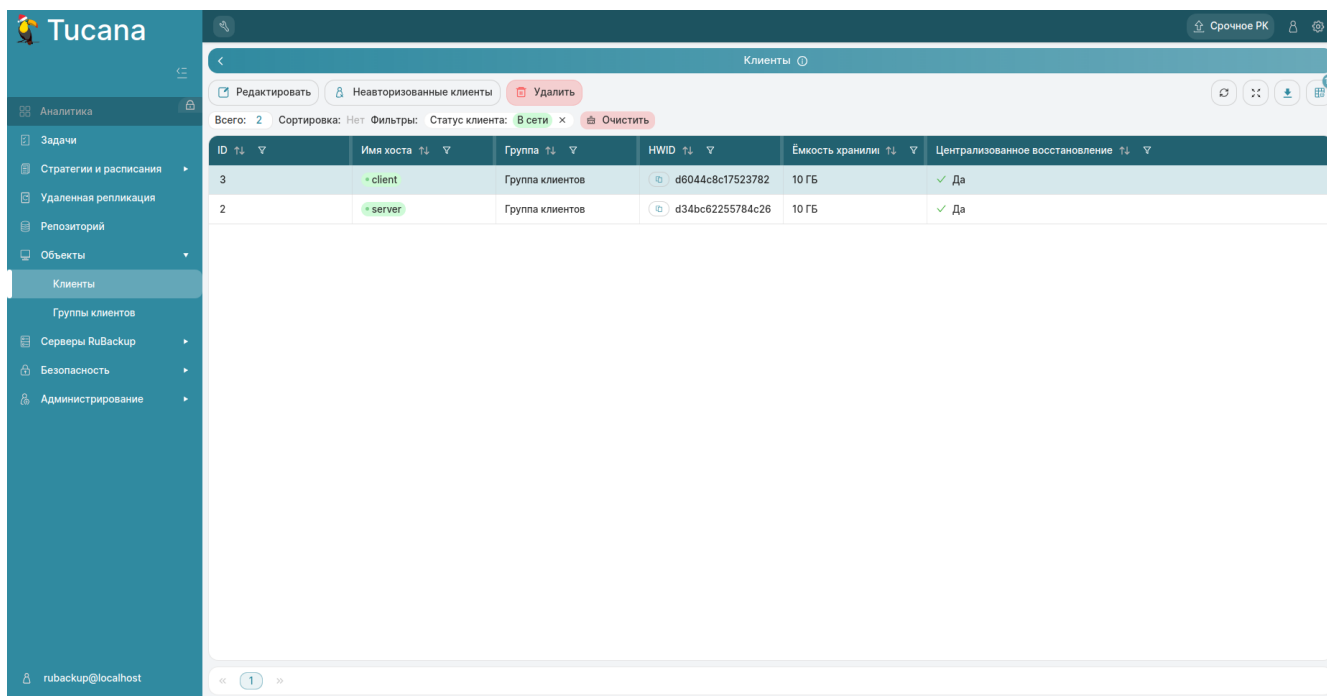 Tucana
Срочное РК
Клиенты
Редактировать Неавторизованные клиенты Удалить
Всего: 2 Сортировка: Нет Фильтры: Статус клиента: В сети × Очистить
ID Имя хоста Группа HWID Централизованное восстановление
Ёмкость хранилиц
3 client Группа клиентов d6044c8c17523782 10 ГБ Да
2 server Группа клиентов d34bc62255784c26 10 ГБ Да
Аналитика
Задачи
Стратегии и расписания
Удаленная репликация
Репозиторий
Объекты
Клиенты
Группы клиентов
Серверы RuBackup
Безопасность
Администрирование
rubackup@localhost
« 1 »